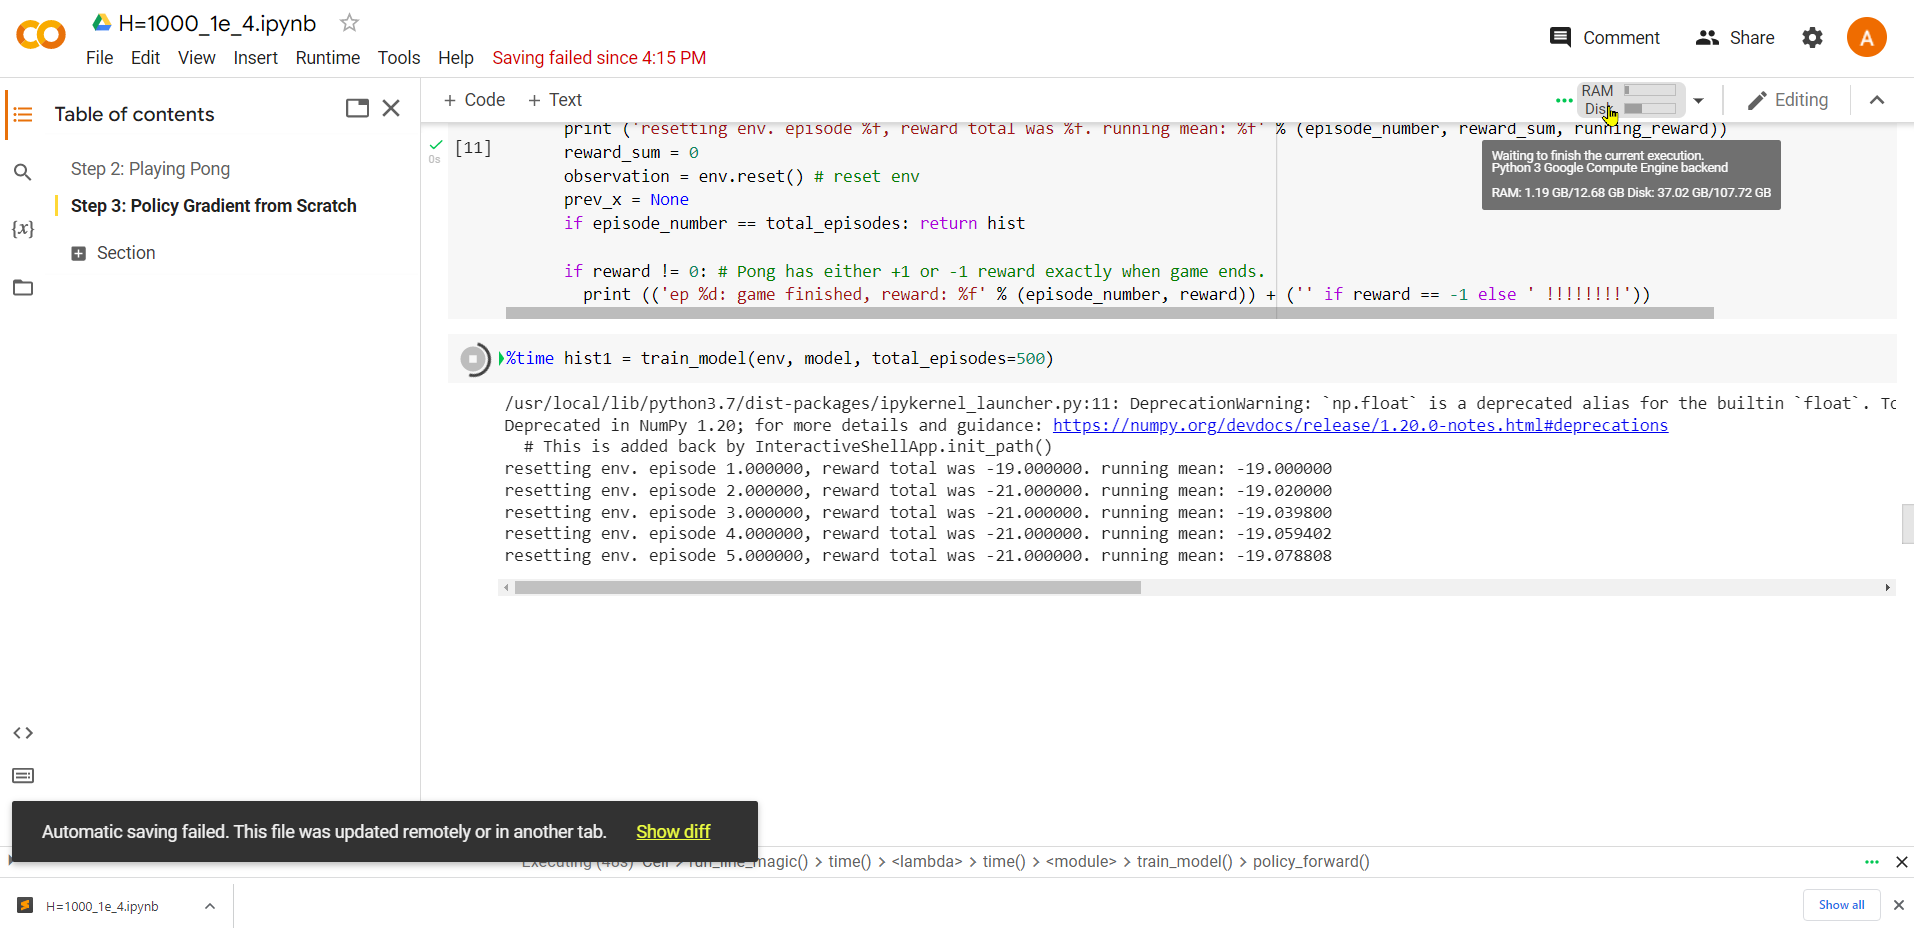 H=1000_1e_4.ipynb
File Edit View Insert Runtime Tools Help Saving failed since 4:15 PM
Comment Share A
Table of contents
Step 2: Playing Pong
Step 3: Policy Gradient from Scratch
Section
{x}
+ Code + Text
RAM
Disk
Editing
Waiting to finish the current execution.
Python 3 Google Compute Engine backend
RAM: 1.19 GB/12.68 GB Disk: 37.02 GB/107.72 GB
print ('resetting env. episode %f, reward total was %f. running mean: %f' % (episode_number, reward_sum, running_reward))
0s [11]
reward_sum = 0
observation = env.reset() # reset env
prev_x = None
if episode_number == total_episodes: return hist
if reward != 0: # Pong has either +1 or -1 reward exactly when game ends.
print (('ep %d: game finished, reward: %f' % (episode_number, reward)) + ('' if reward == -1 else ' !!!!!!!!'))
%time hist1 = train_model(env, model, total_episodes=500)
/usr/local/lib/python3.7/dist-packages/ipykernel_launcher.py:11: DeprecationWarning: `np.float` is a deprecated alias for the builtin `float`. To
Deprecated in NumPy 1.20; for more details and guidance: https://numpy.org/devdocs/release/1.20.0-notes.html#deprecations
# This is added back by InteractiveShellApp.init_path()
resetting env. episode 1.000000, reward total was -19.000000. running mean: -19.000000
resetting env. episode 2.000000, reward total was -21.000000. running mean: -19.020000
resetting env. episode 3.000000, reward total was -21.000000. running mean: -19.039800
resetting env. episode 4.000000, reward total was -21.000000. running mean: -19.059402
resetting env. episode 5.000000, reward total was -21.000000. running mean: -19.078808
Automatic saving failed. This file was updated remotely or in another tab. Show diff
Executing (48s) Cell > run_line_magic() > time() > <lambda> > time() > <module> > train_model() > policy_forward()
H=1000_1e_4.ipynb
Show all